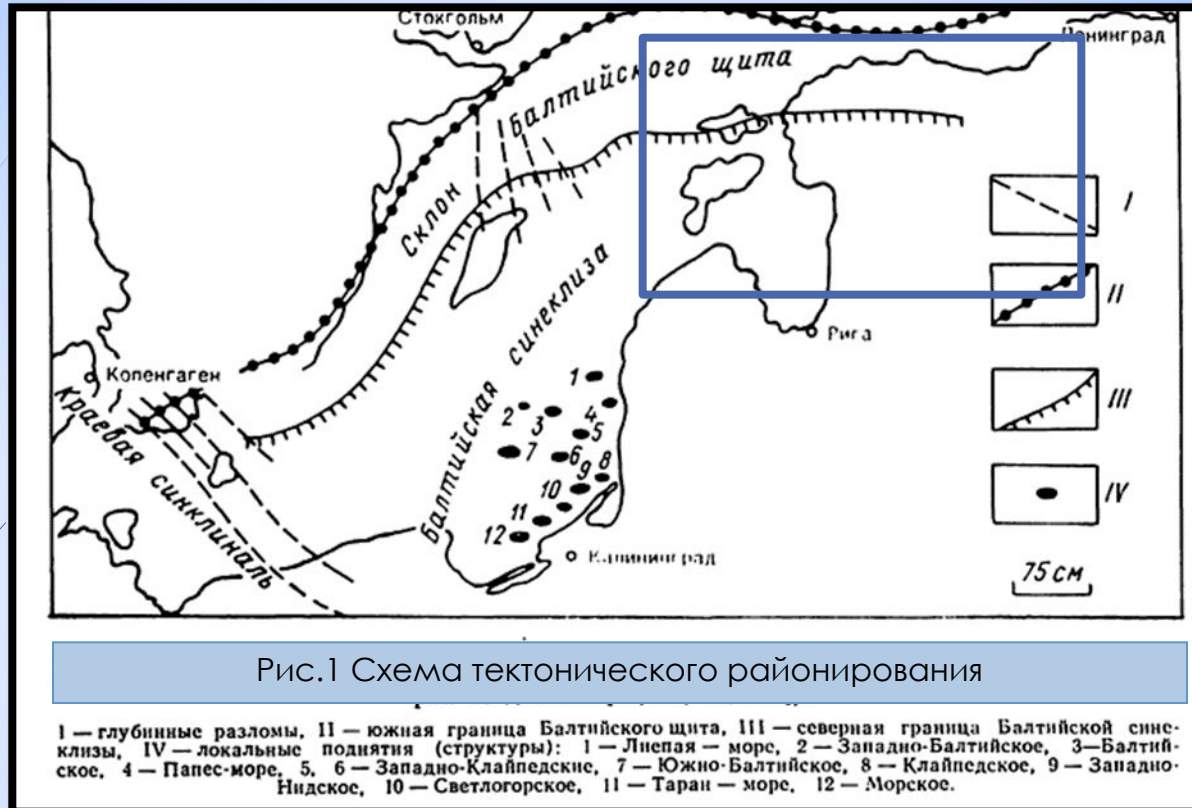 Стокгольм
Ленинград
Склон Балтийского щита
I
II
Рига
Балтийская синеклиза
Копенгаген
Краевая синклиналь
1
2
3
4
5
6
7
8
9
10
11
12
III
IV
Калининград
75 см
Рис.1 Схема тектонического районирования
I — глубинные разломы, II — южная граница Балтийского щита, III — северная граница Балтийской сине-
клизы, IV — локальные поднятия (структуры): 1 — Лиепая — море, 2 — Западно-Балтийское, 3—Балтий-
ское, 4 — Папес-море, 5, 6 — Западно-Клайпедские, 7 — Южно-Балтийское, 8 — Клайпедское, 9 — Западно-
Нидское, 10 — Светлогорское, 11 — Таран — море, 12 — Морское.